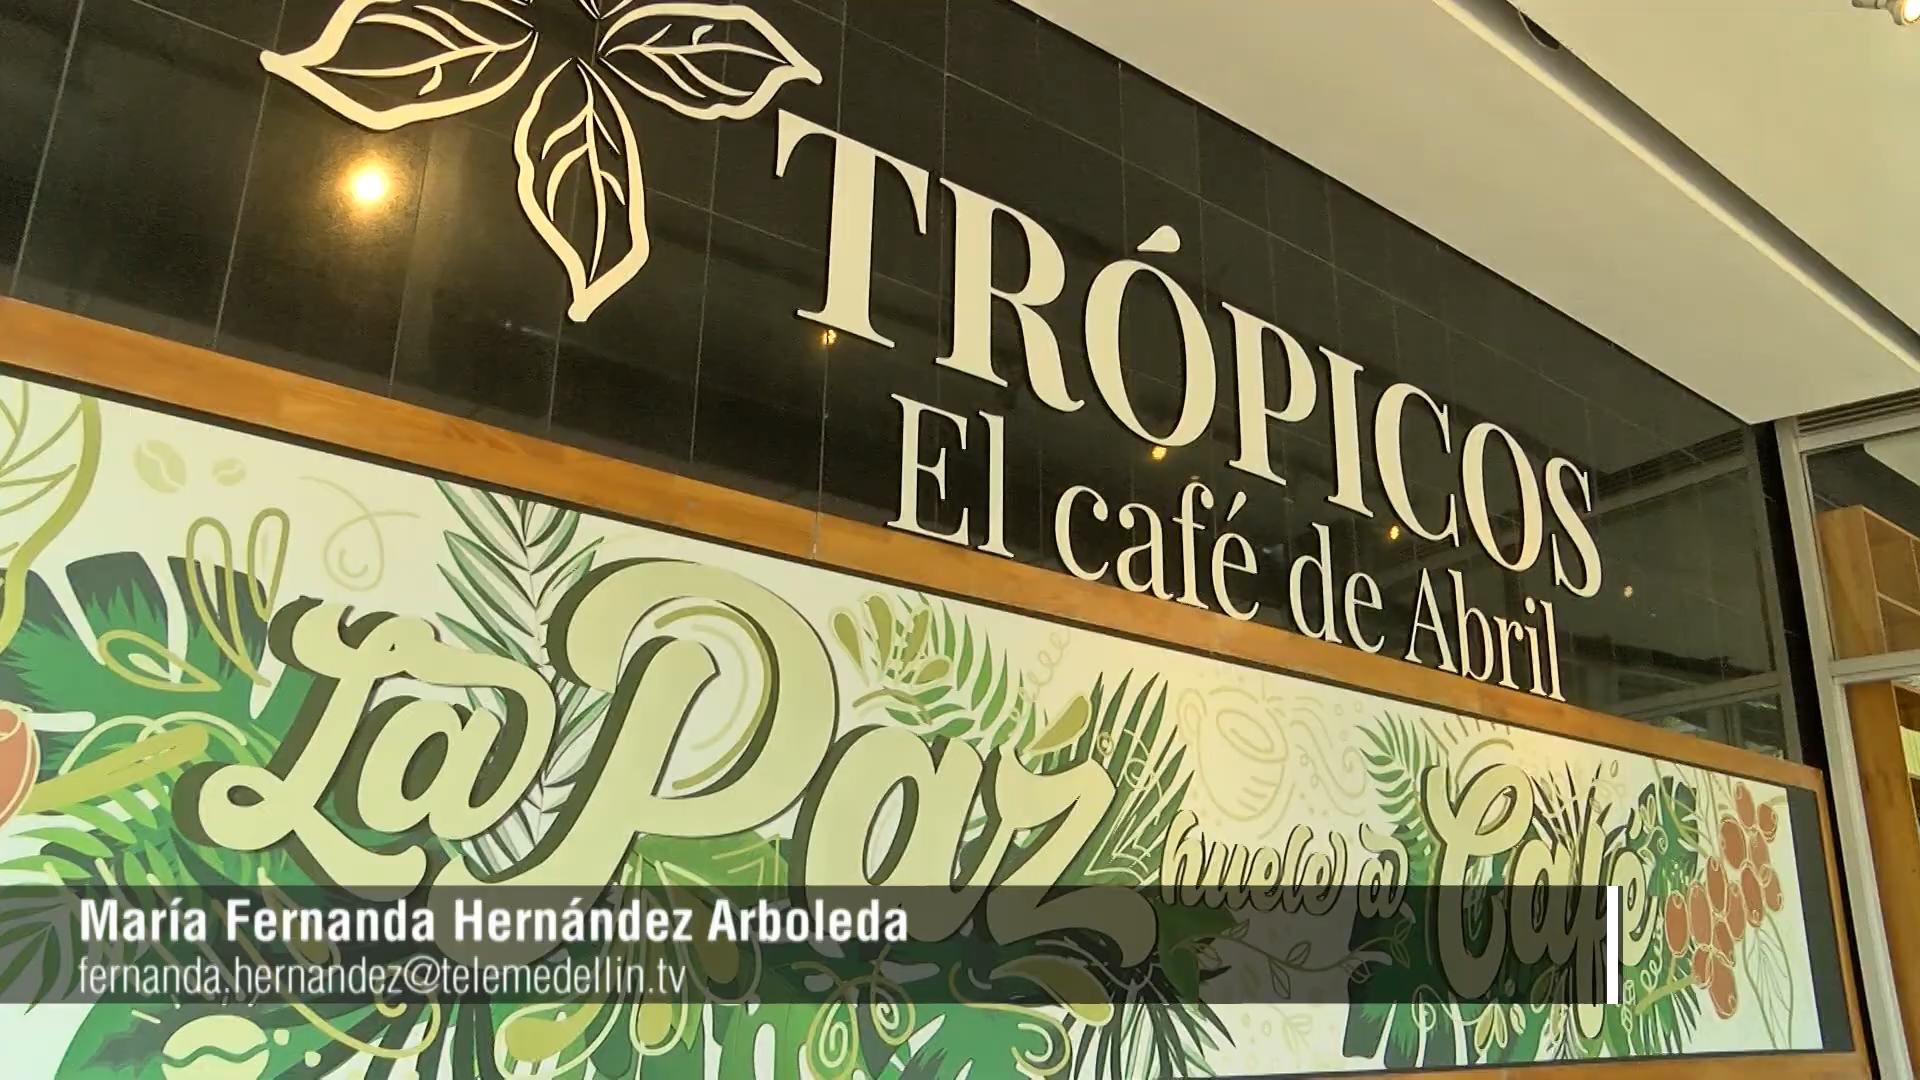 TRÓPICOS
El café de Abril
La Paz huele a Café
María Fernanda Hernández Arboleda
fernanda.hernandez@telemedellin.tv